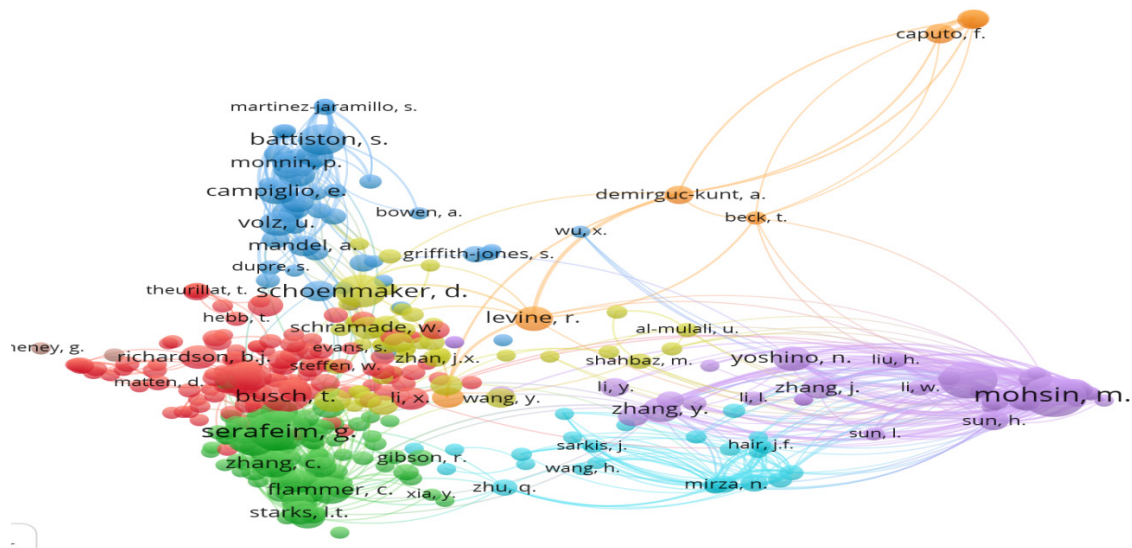 caputo, f.
martinez-jaramillo, s.
battiston, s.
monnin, p.
campiglio, e.
demirguc-kunt, a.
bowen, a.
beck, t.
volz, u.
wu, x.
mandel, a.
griffith-jones, s.
dupre, s.
theurillat, t.
schoenmaker, d.
hebb, t.
levine, r.
schramade, w.
al-mulali, u.
heney, g.
evans, s.
richardson, b.j.
steffen, w.
zhan, j.x.
shahbaz, m.
yoshino, n.
liu, h.
matten, d.
busch, t.
li, x.
wang, y.
li, y.
li, l.
zhang, j.
li, w.
mohsin, m.
zhang, y.
sun, h.
serafeim, g.
sun, l.
zhang, c.
gibson, r.
sarkis, j.
hair, j.f.
wang, h.
flammer, c.
xia, y.
zhu, q.
mirza, n.
starks, l.t.